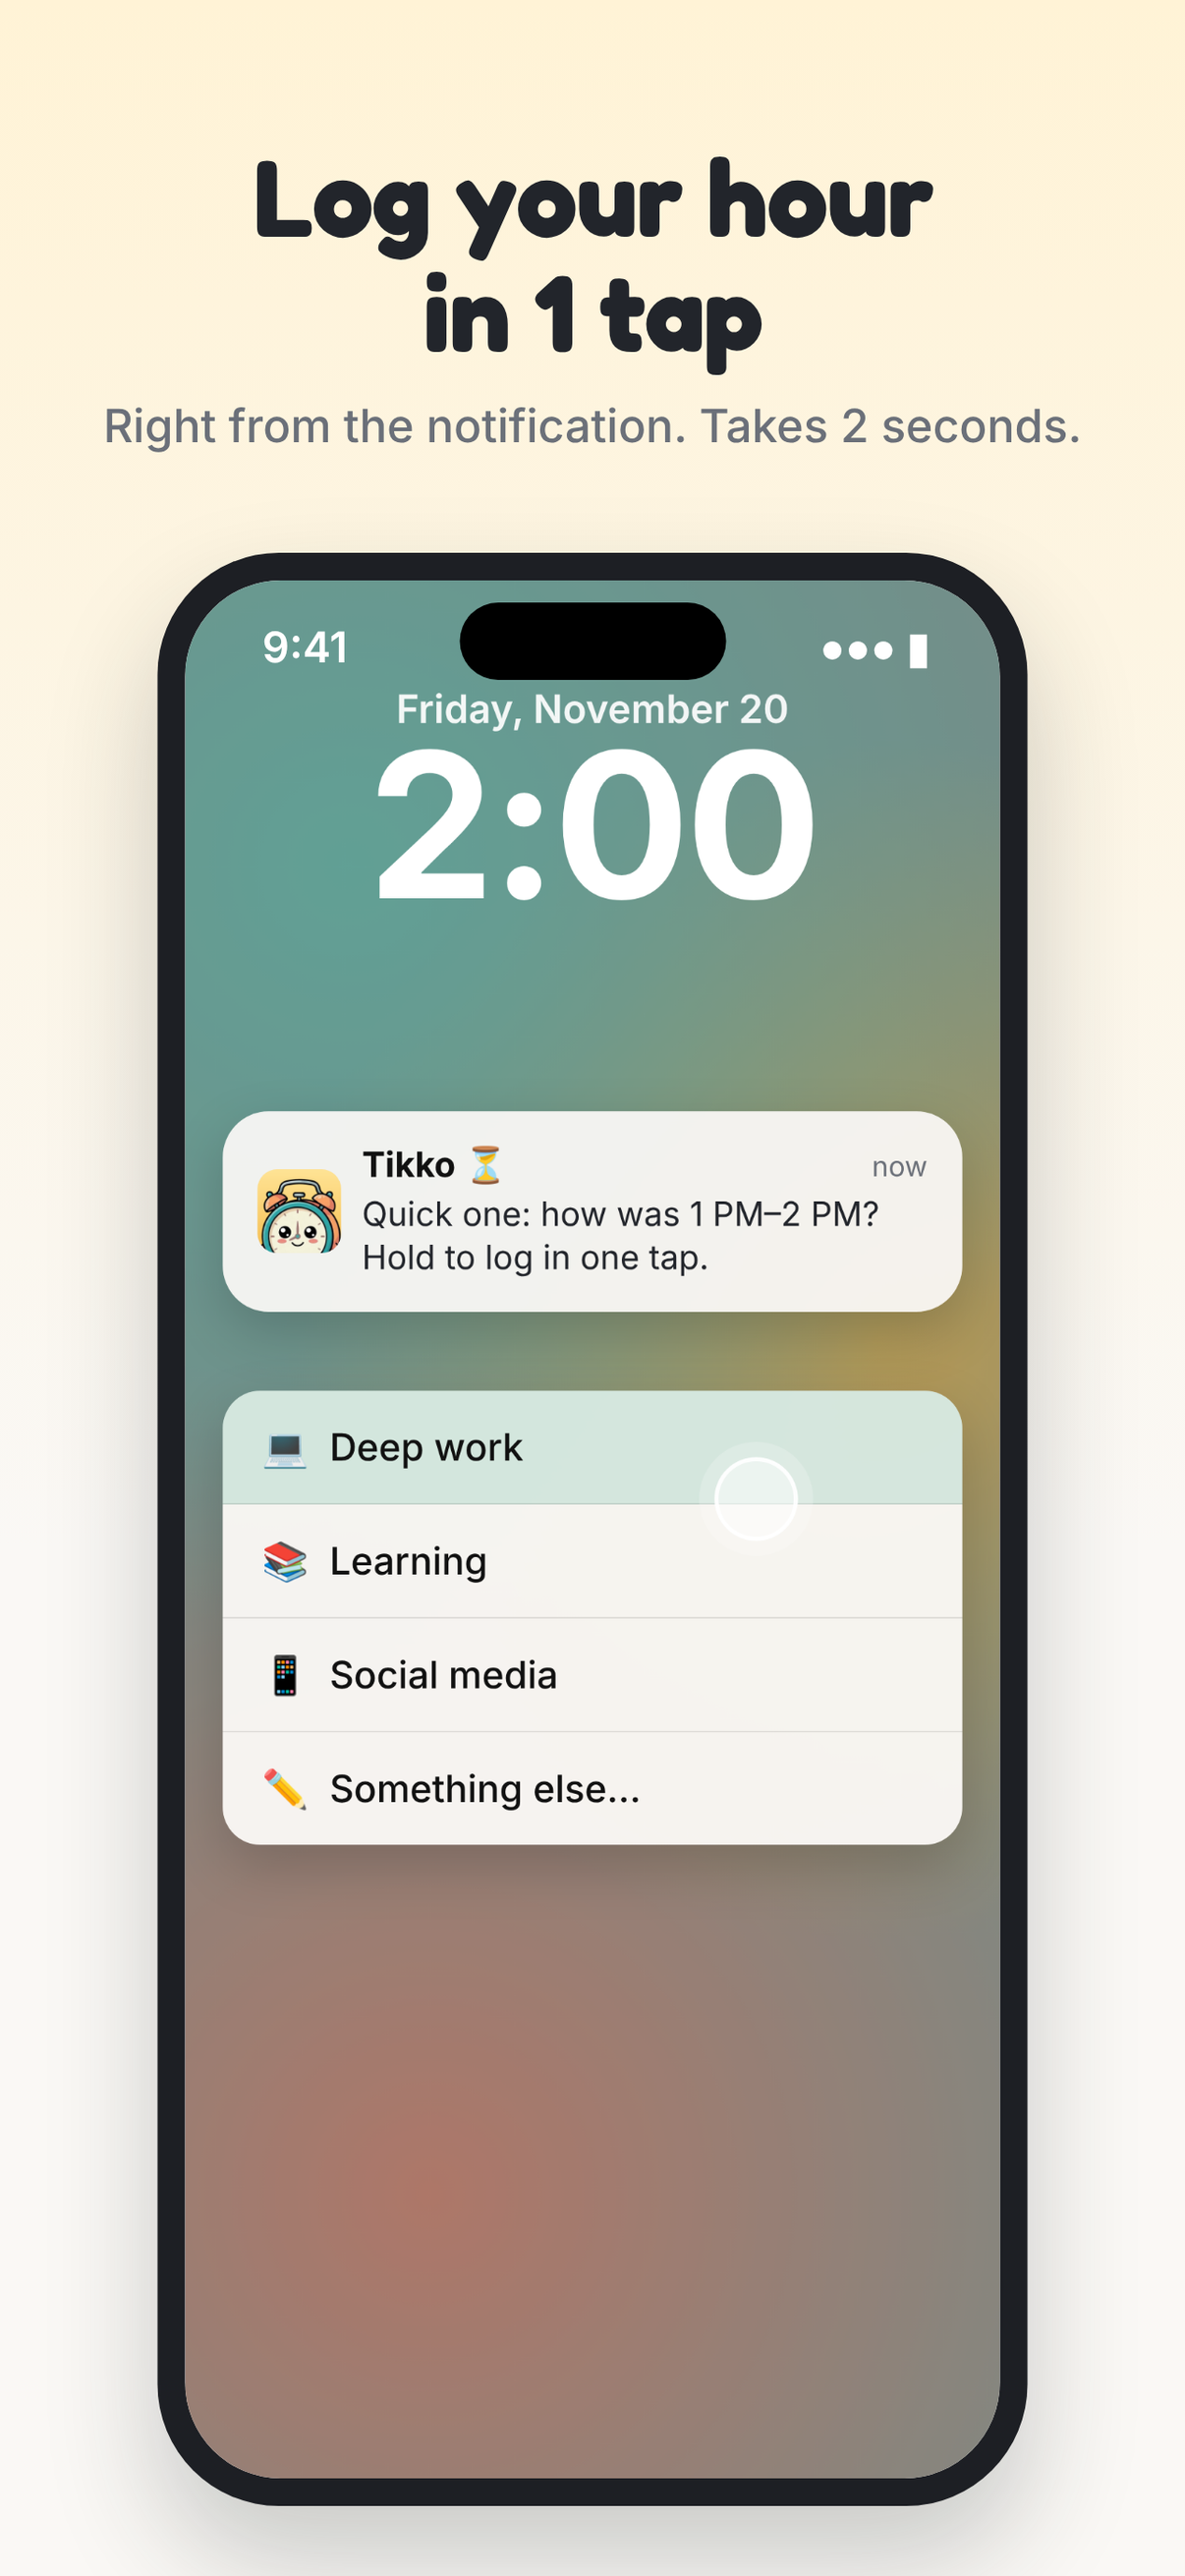 Log your hour
in 1 tap
Right from the notification. Takes 2 seconds.
9:41
Friday, November 20
2:00
Tikko ⏳
now
Quick one: how was 1 PM–2 PM?
Hold to log in one tap.
💻 Deep work
📚 Learning
📱 Social media
✏️ Something else...